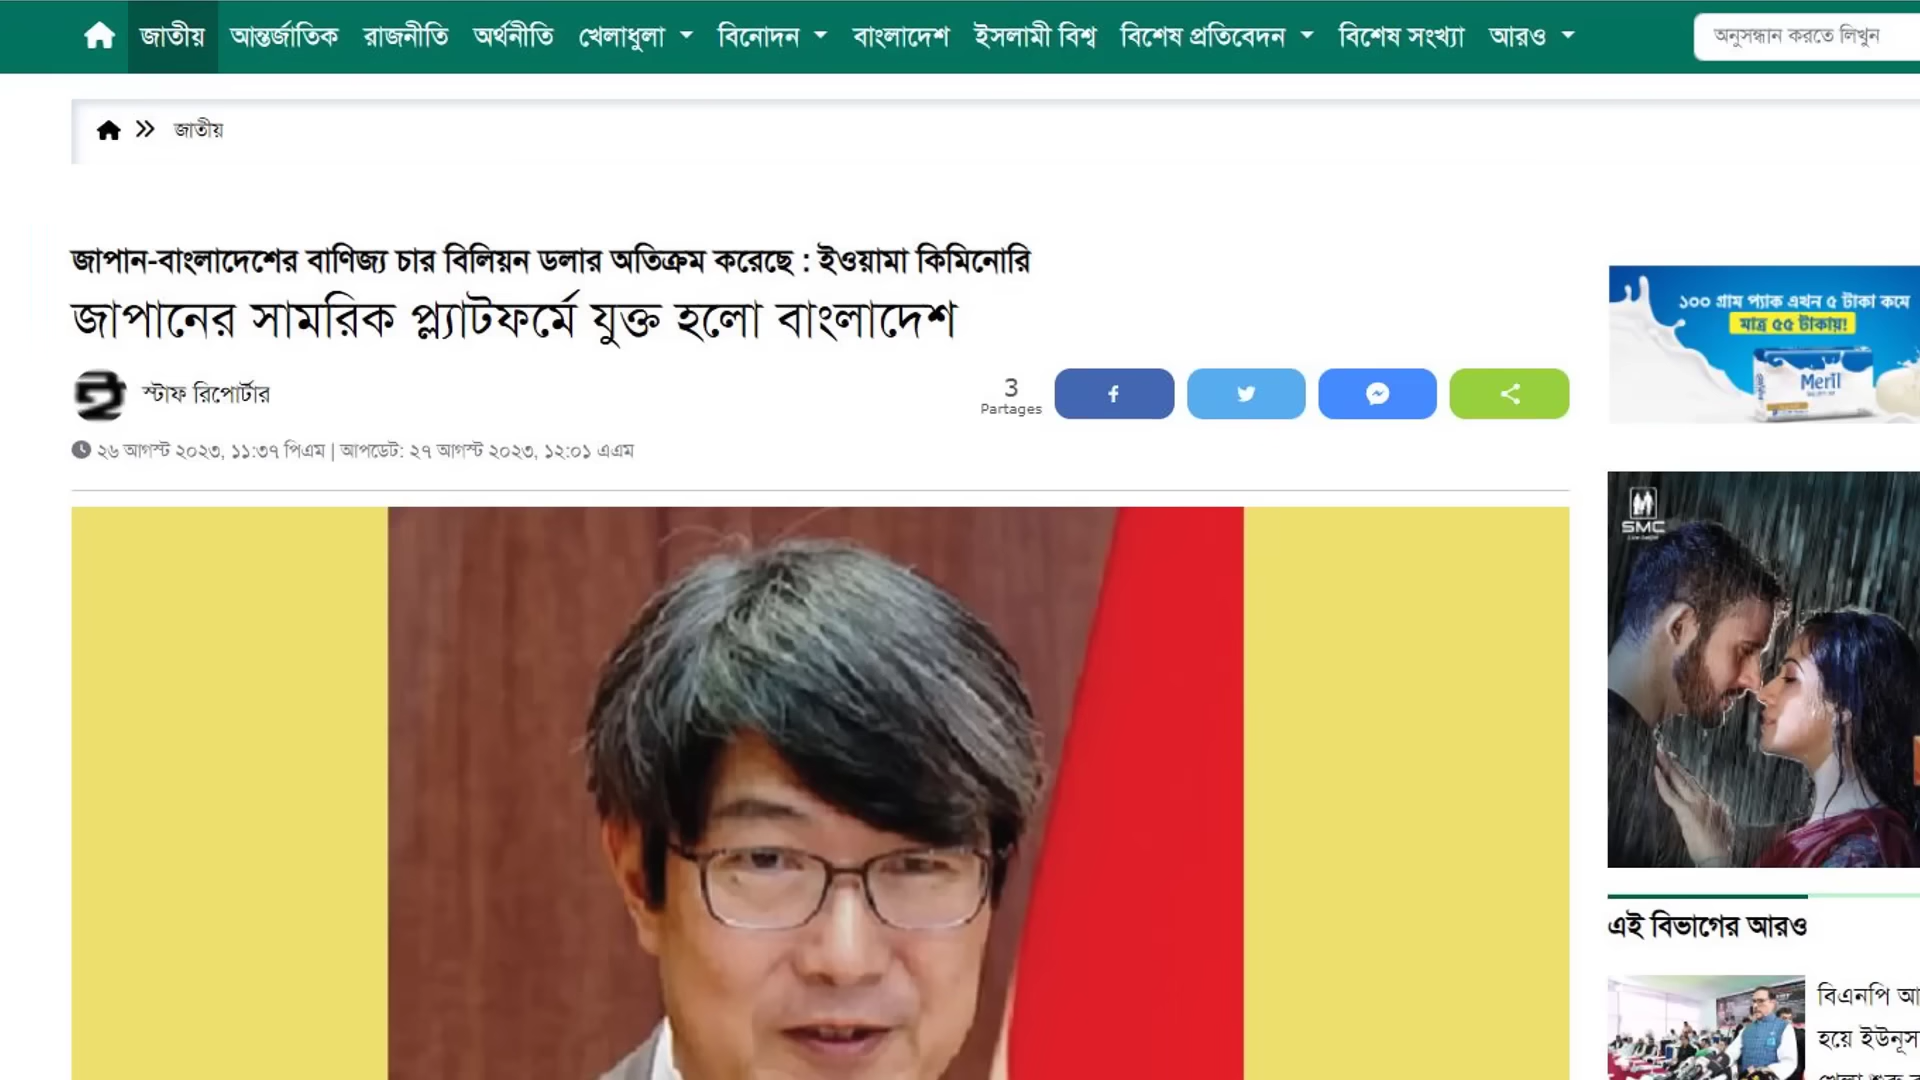 জাতীয় আন্তর্জাতিক রাজনীতি অর্থনীতি খেলাধুলা বিনোদন বাংলাদেশ ইসলামী বিশ্ব বিশেষ প্রতিবেদন বিশেষ সংখ্যা আরও অনুসন্ধান করতে লিখুন
জাতীয়
জাপান-বাংলাদেশের বাণিজ্য চার বিলিয়ন ডলার অতিক্রম করেছে : ইওয়ামা কিমিনোরি
জাপানের সামরিক প্ল্যাটফর্মে যুক্ত হলো বাংলাদেশ
স্টাফ রিপোর্টার
3
Partages
২৬ আগস্ট ২০২৩, ১১:৩৭ পিএম | আপডেট: ২৭ আগস্ট ২০২৩, ১২:০১ এএম
১০০ গ্রাম প্যাক এখন ৫ টাকা কমে
মাত্র ৫৫ টাকায়!
Meril
SMC
এই বিভাগের আরও
বিএনপি আ
হয়ে ইউনূস